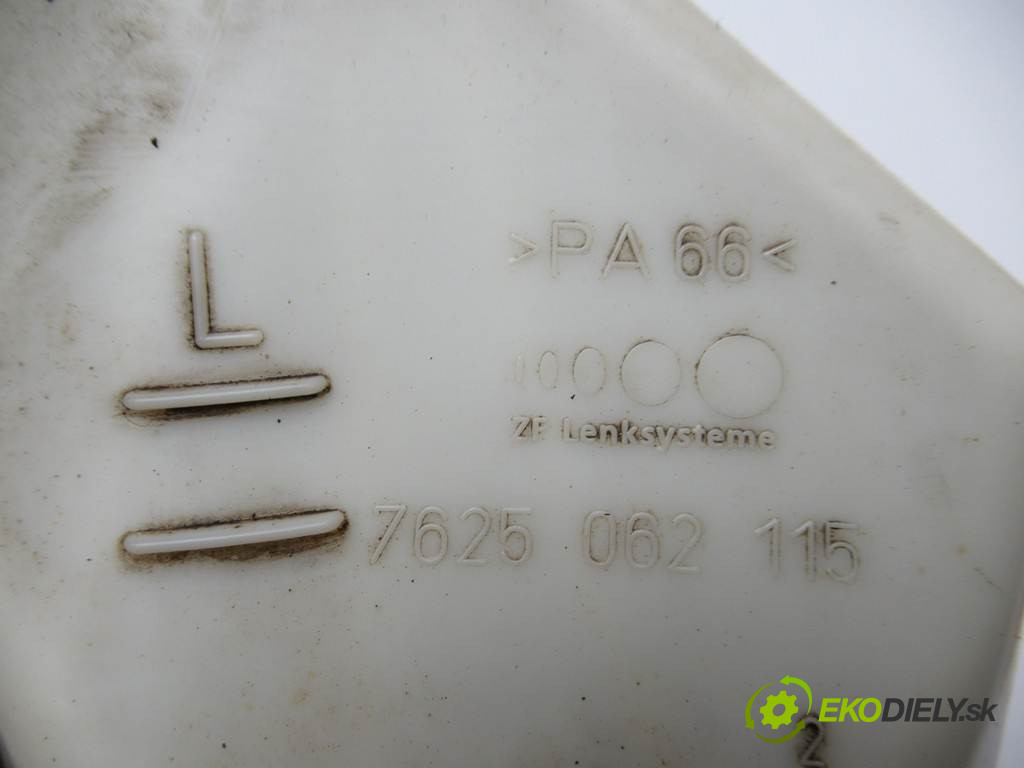 >PA 66<
L
ZF Lenksysteme
7625 062 115
2
EKODIELY.sk